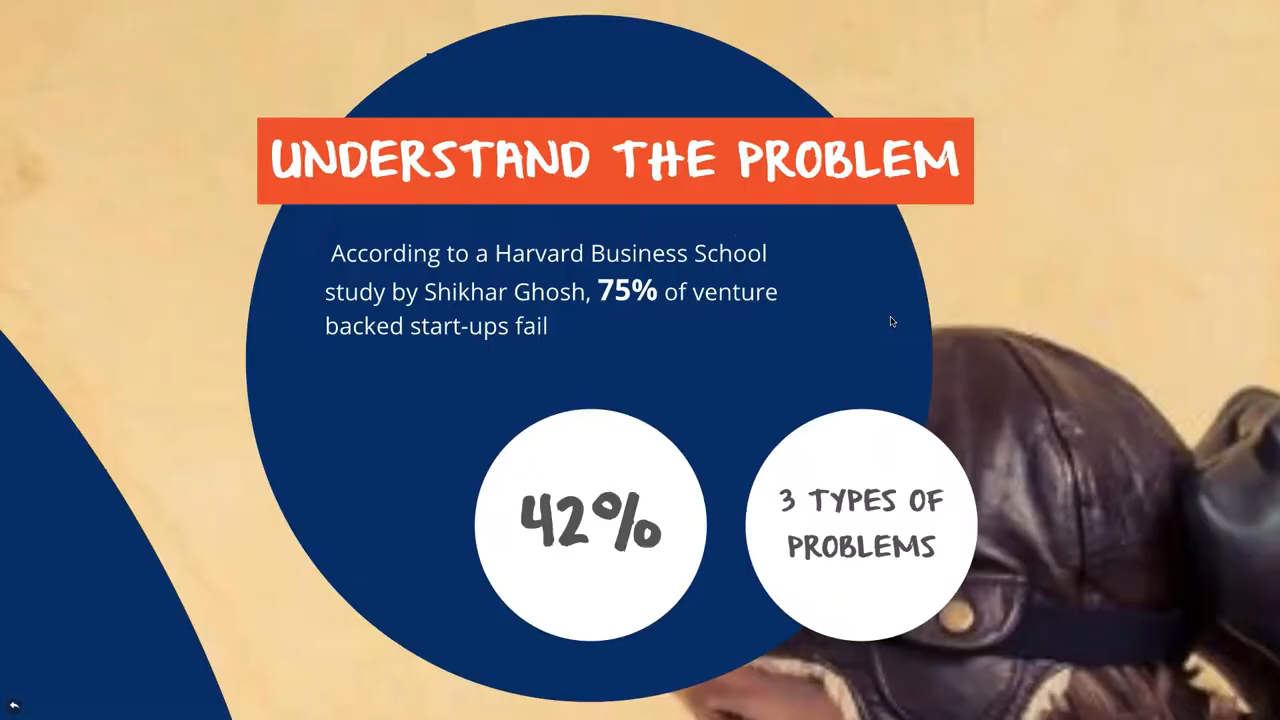 UNDERSTAND THE PROBLEM
According to a Harvard Business School
study by Shikhar Ghosh, 75% of venture
backed start-ups fail
42%
3 TYPES OF
PROBLEMS